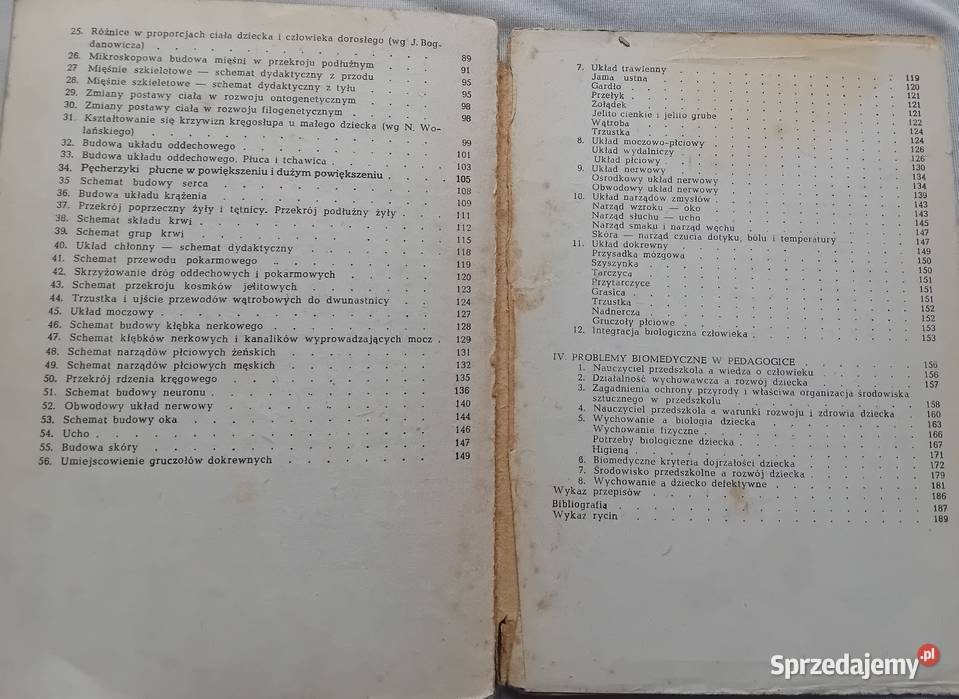 25. Różnice w proporcjach ciała dziecka i człowieka dorosłego (wg J. Bog-
danowicza) . . . 89
26. Mikroskopowa budowa mięśni w przekroju podłużnym . . . 91
27 Mięśnie szkieletowe — schemat dydaktyczny z przodu . . . 95
28. Mięśnie szkieletowe — schemat dydaktyczny z tyłu . . . 95
29. Zmiany postawy ciała w rozwoju ontogenetycznym . . . 98
30. Zmiany postawy ciała w rozwoju filogenetycznym . . . 98
31. Kształtowanie się krzywizn kręgosłupa u małego dziecka (wg N. Wo-
lańskiego) . . . 99
32. Budowa układu oddechowego . . . 101
33. Budowa układu oddechowego. Płuca i tchawica . . . 103
34. Pęcherzyki płucne w powiększeniu i dużym powiększeniu . . . 105
35 Schemat budowy serca . . . 108
36. Budowa układu krążenia . . . 109
37. Przekrój poprzeczny żyły i tętnicy. Przekrój podłużny żyły . . . 111
38. Schemat składu krwi . . . 112
39. Schemat grup krwi . . . 115
40. Układ chłonny — schemat dydaktyczny . . . 118
41. Schemat przewodu pokarmowego . . . 119
42. Skrzyżowanie dróg oddechowych i pokarmowych . . . 120
43. Schemat przekroju kosmków jelitowych . . . 123
44. Trzustka i ujście przewodów wątrobowych do dwunastnicy 124
45. Układ moczowy . . . 127
46. Schemat budowy kłębka nerkowego . . . 128
47. Schemat kłębków nerkowych i kanalików wyprowadzających mocz . 129
48. Schemat narządów płciowych żeńskich . . . 131
49. Schemat narządów płciowych męskich . . . 132
50. Przekrój rdzenia kręgowego . . . 135
51. Schemat budowy neuronu . . . 136
52. Obwodowy układ nerwowy . . . 140
53. Schemat budowy oka . . . 144
54. Ucho . . . 146
55. Budowa skóry . . . 147
56. Umiejscowienie gruczołów dokrewnych . . . 149
7. Układ trawienny . . . 119
Jama ustna . . . 120
Gardło . . . 121
Przełyk . . . 121
Żołądek . . . 121
Jelito cienkie i jelito grube . . . 122
Wątroba . . . 124
Trzustka . . . 124
8. Układ moczowo-płciowy . . . 126
Układ wydalniczy . . . 126
Układ płciowy . . . 130
9. Układ nerwowy . . . 134
Ośrodkowy układ nerwowy . . . 134
Obwodowy układ nerwowy . . . 139
10. Układ narządów zmysłów . . . 143
Narząd wzroku — oko . . . 143
Narząd słuchu — ucho . . . 145
Narząd smaku i narząd węchu . . . 147
Skóra — narząd czucia dotyku, bólu i temperatury . . . 147
11. Układ dokrewny . . . 149
Przysadka mózgowa . . . 150
Szyszynka . . . 150
Tarczyca . . . 151
Przytarczyce . . . 151
Grasica . . . 151
Trzustka . . . 152
Nadnercza . . . 152
Gruczoły płciowe . . . 153
12. Integracja biologiczna człowieka . . . 153
IV. PROBLEMY BIOMEDYCZNE W PEDAGOGICE . . . 156
1. Nauczyciel przedszkola a wiedza o człowieku . . . 156
2. Działalność wychowawcza a rozwój dziecka . . . 157
3. Zagadnienia ochrony przyrody i właściwa organizacja środowiska
sztucznego w przedszkolu . . . 158
4. Nauczyciel przedszkola a warunki rozwoju i zdrowia dziecka . 160
5. Wychowanie a biologia dziecka . . . 163
Wychowanie fizyczne . . . 166
Potrzeby biologiczne dziecka . . . 167
Higiena . . . 171
6. Biomedyczne kryteria dojrzałości dziecka . . . 172
7. Środowisko przedszkolne a rozwój dziecka . . . 179
8. Wychowanie a dziecko defektywne . . . 181
Wykaz przepisów . . . 186
Bibliografia . . . 187
Wykaz rycin . . . 189
Sprzedajemy.pl